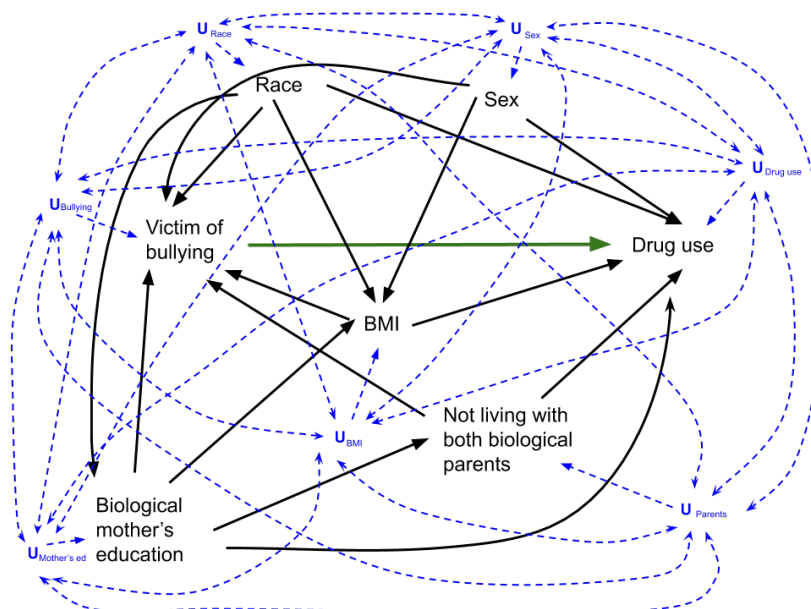 U Race
U Sex
Race
Sex
U Drug use
U Bullying
Victim of
bullying
Drug use
BMI
Not living with
both biological
parents
U BMI
Biological
mother's
education
U Parents
U Mother's ed